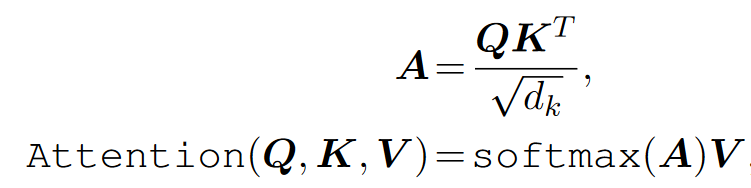 A = QK^T / √d_k,
Attention(Q, K, V) = softmax(A)V.